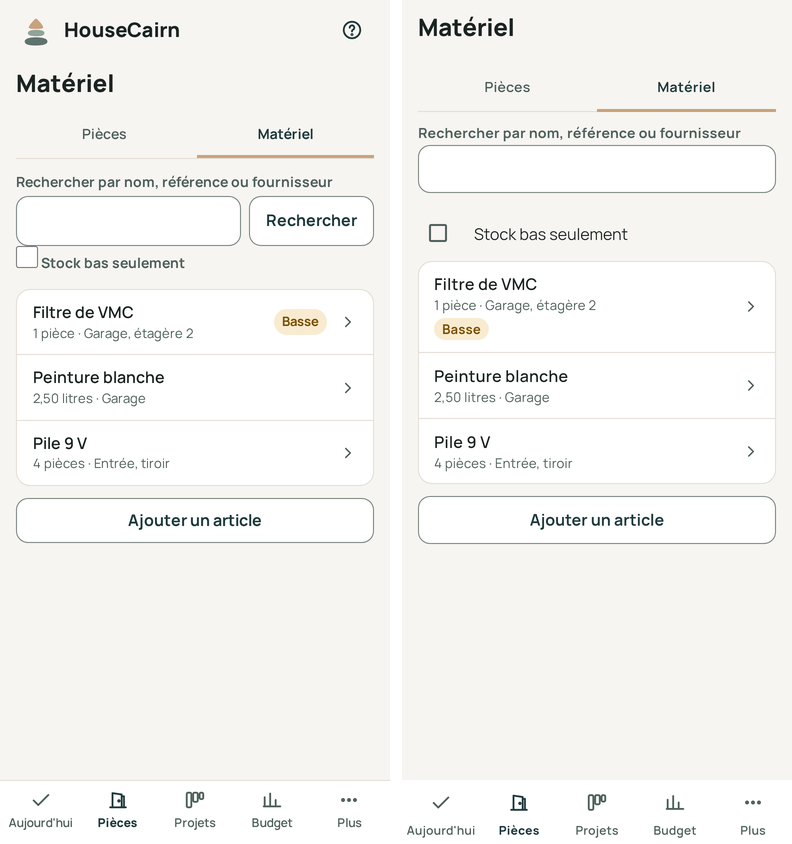 HouseCairn
Matériel
Pièces
Matériel
Rechercher par nom, référence ou fournisseur
Rechercher
Stock bas seulement
Filtre de VMC
1 pièce · Garage, étagère 2
Basse
Peinture blanche
2,50 litres · Garage
Pile 9 V
4 pièces · Entrée, tiroir
Ajouter un article
Aujourd'hui
Pièces
Projets
Budget
Plus
Matériel
Pièces
Matériel
Rechercher par nom, référence ou fournisseur
Stock bas seulement
Filtre de VMC
1 pièce · Garage, étagère 2
Basse
Peinture blanche
2,50 litres · Garage
Pile 9 V
4 pièces · Entrée, tiroir
Ajouter un article
Aujourd'hui
Pièces
Projets
Budget
Plus